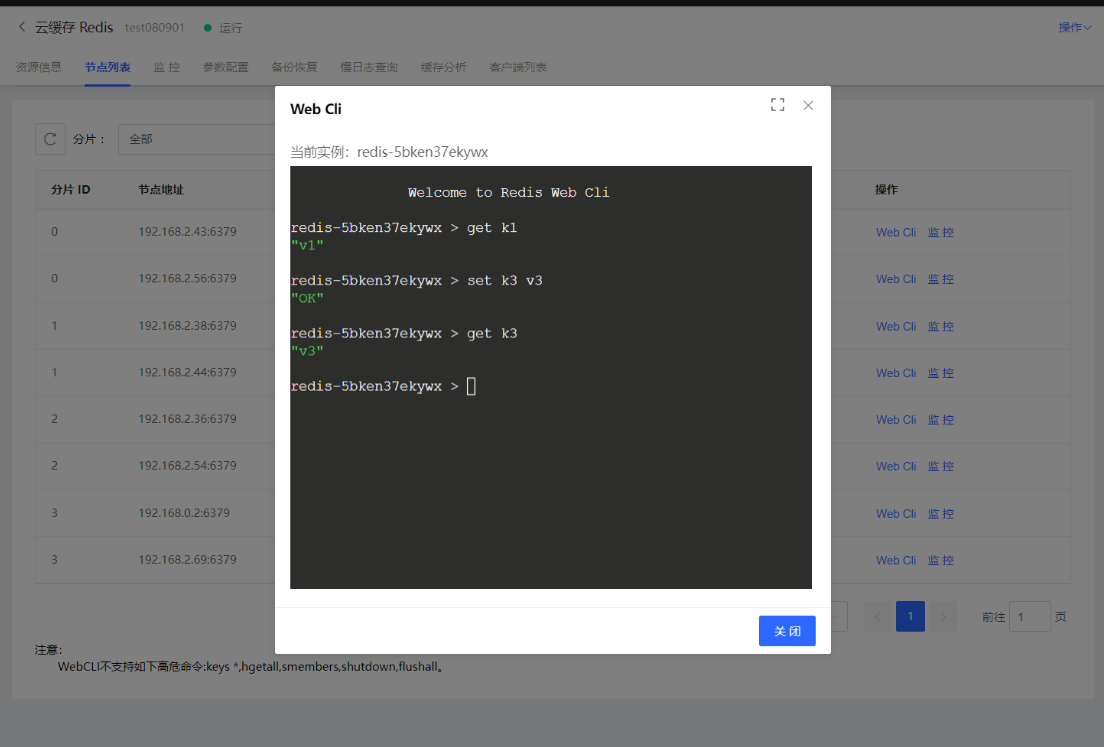 云缓存 Redis test080901 运行 操作
资源信息 节点列表 监 控 参数配置 备份恢复 慢日志查询 缓存分析 客户端列表
Web Cli
分片： 全部
当前实例：redis-5bken37ekywx
Welcome to Redis Web Cli
分片 ID 节点地址 操作
redis-5bken37ekywx > get k1
0 192.168.2.43:6379 Web Cli 监 控
"v1"
0 192.168.2.56:6379 Web Cli 监 控
redis-5bken37ekywx > set k3 v3
"OK"
1 192.168.2.38:6379 Web Cli 监 控
redis-5bken37ekywx > get k3
"v3"
1 192.168.2.44:6379 Web Cli 监 控
redis-5bken37ekywx >
2 192.168.2.36:6379 Web Cli 监 控
2 192.168.2.54:6379 Web Cli 监 控
3 192.168.0.2:6379 Web Cli 监 控
3 192.168.2.69:6379 Web Cli 监 控
1 前往 1 页
关 闭
注意：
WebCLI不支持如下高危命令:keys *,hgetall,smembers,shutdown,flushall。